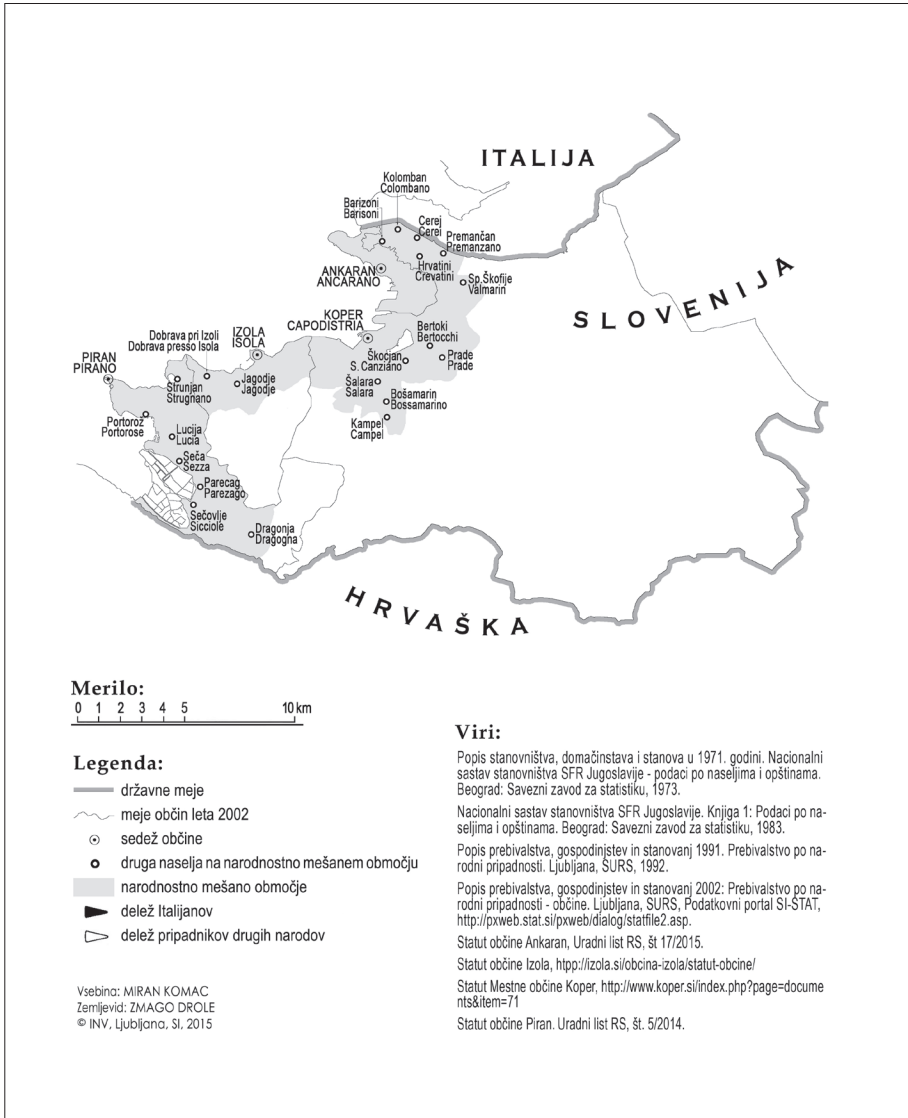 ITALIJA
Kolomban
Colombano
Barizoni
Barisoni
Cerej
Cerei
Premančan
Premanzano
ANKARAN
ANCARANO
Hrvatini
Crevatini
Sp.Škofije
Valmarin
SLOVENIJA
KOPER
CAPODISTRIA
Bertoki
Bertocchi
Dobrava pri Izoli
Dobrava presso Isola
IZOLA
ISOLA
Škocjan
S. Canziano
Prade
Prade
PIRAN
PIRANO
Strunjan
Strugnano
Jagodje
Jagodje
Šalara
Šalara
Bošamarin
Bossamarino
Portorož
Portorose
Kampel
Campel
Lucija
Lucia
Seča
Sezza
Parecag
Parezago
Sečovlje
Sicciole
Dragonja
Dragogna
HRVAŠKA
Merilo:
0 1 2 3 4 5 10 km
Legenda:
državne meje
meje občin leta 2002
sedež občine
druga naselja na narodnostno mešanem območju
narodnostno mešano območje
delež Italijanov
delež pripadnikov drugih narodov
Vsebina: MIRAN KOMAC
Zemljevid: ZMAGO DROLE
© INV, Ljubljana, SI, 2015
Viri:
Popis stanovništva, domačinstava i stanova u 1971. godini. Nacionalni
sastav stanovništva SFR Jugoslavije - podaci po naseljima i opštinama.
Beograd: Savezni zavod za statistiku, 1973.
Nacionalni sastav stanovništva SFR Jugoslavije. Knjiga 1: Podaci po na-
seljima i opštinama. Beograd: Savezni zavod za statistiku, 1983.
Popis prebivalstva, gospodinjstev in stanovanj 1991. Prebivalstvo po na-
rodni pripadnosti. Ljubljana, SURS, 1992.
Popis prebivalstva, gospodinjstev in stanovanj 2002: Prebivalstvo po na-
rodni pripadnosti - občine. Ljubljana, SURS, Podatkovni portal SI-STAT,
http://pxweb.stat.si/pxweb/dialog/statfile2.asp.
Statut občine Ankaran, Uradni list RS, št 17/2015.
Statut občine Izola, htpp://izola.si/obcina-izola/statut-obcine/
Statut Mestne občine Koper, http://www.koper.si/index.php?page=docume
nts&item=71
Statut občine Piran. Uradni list RS, št. 5/2014.